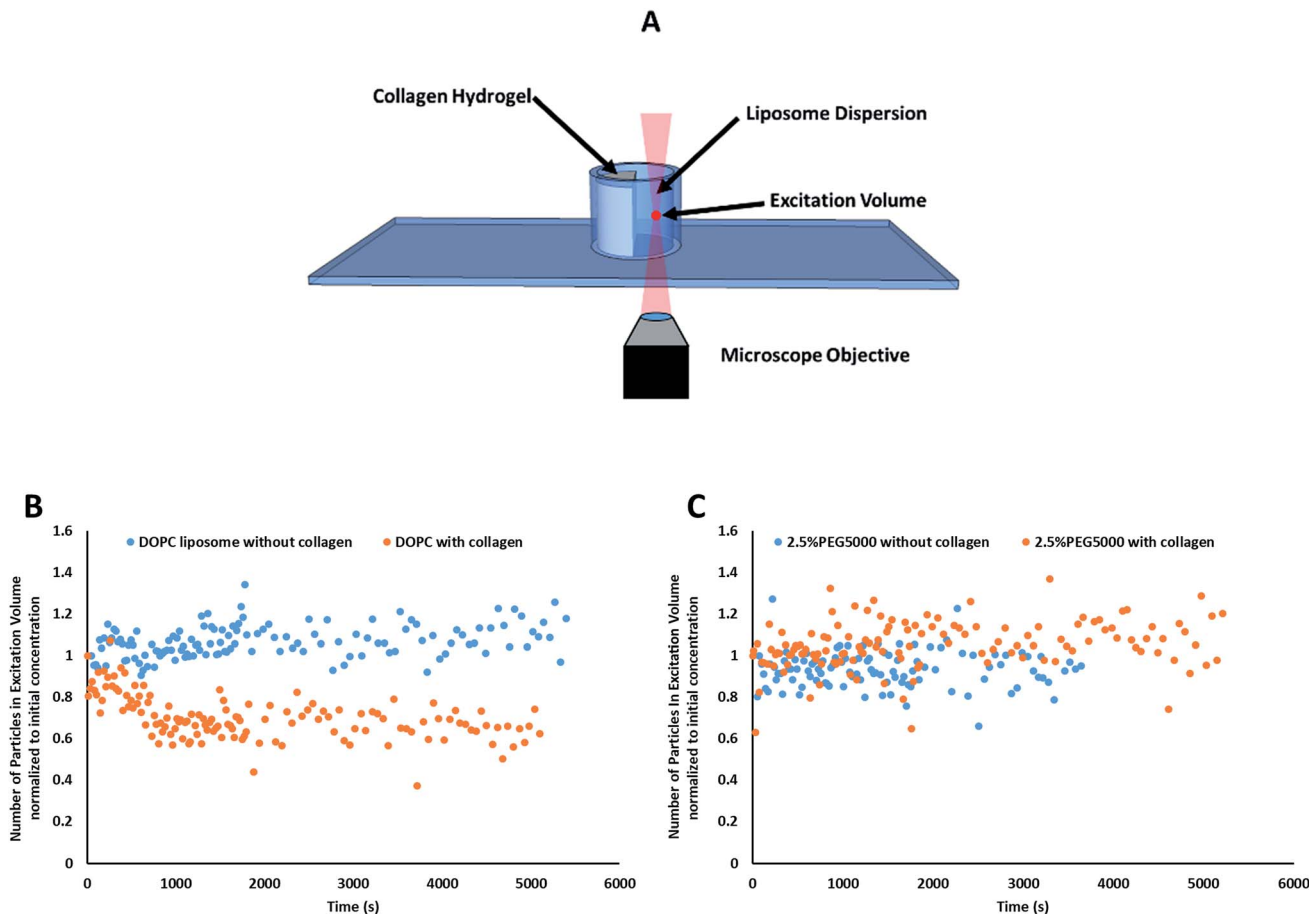 A
Collagen Hydrogel
Liposome Dispersion
Excitation Volume
Microscope Objective
B
Number of Particles in Excitation Volume
normalized to initial concentration
1.6
1.4
1.2
1
0.8
0.6
0.4
0.2
0
DOPC liposome without collagen
DOPC with collagen
0
1000
2000
3000
4000
5000
6000
Time (s)
C
Number of Particles In Excitation Volume
normalized to initial concentration
1.6
1.4
1.2
1
0.8
0.6
0.4
0.2
0
2.5%PEG5000 without collagen
2.5%PEG5000 with collagen
0
1000
2000
3000
4000
5000
6000
Time (s)